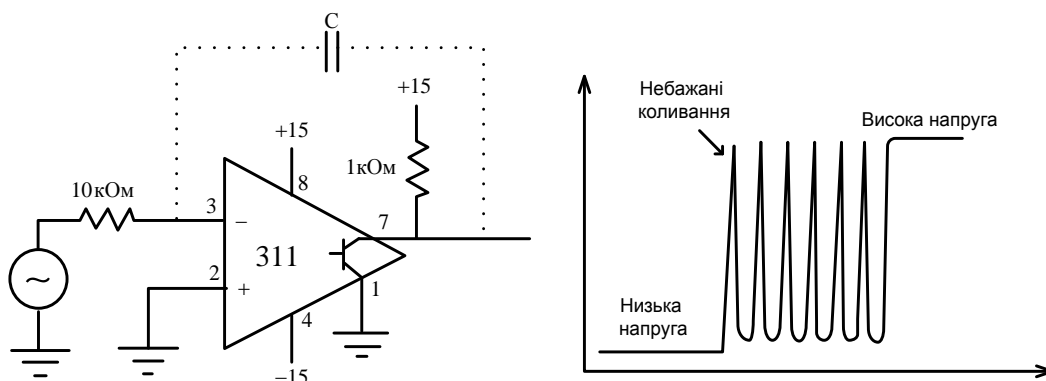 C
+15
+15
1кОм
10кОм
8
3
7
−
311
2
+
1
4
−15
Небажані
коливання
Висока напруга
Низька
напруга